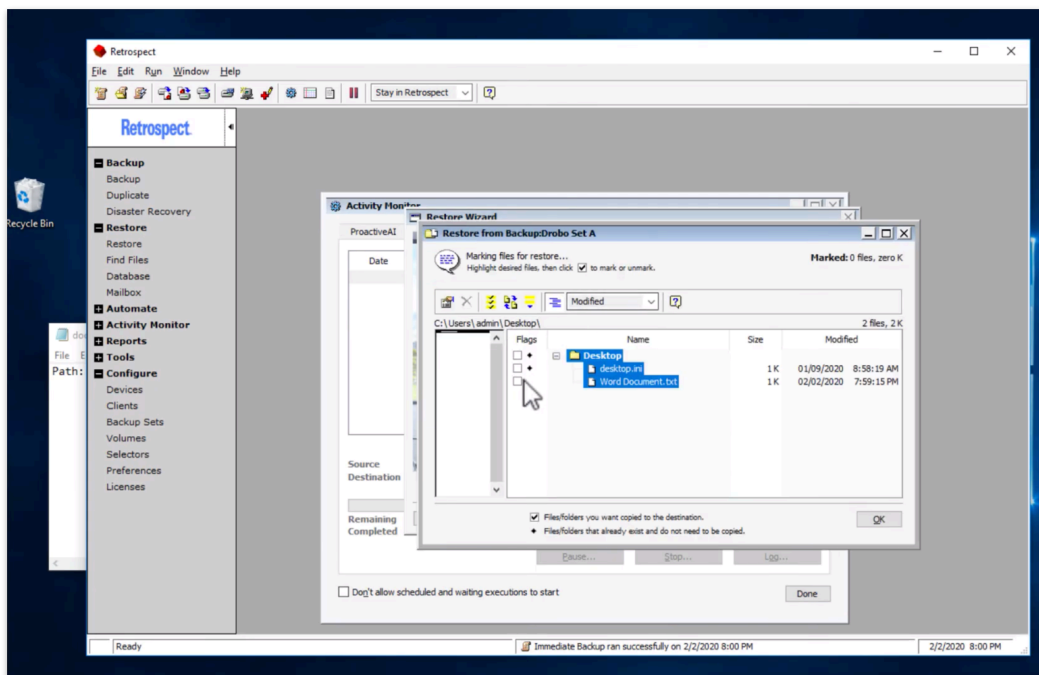 Retrospect
File Edit Run Window Help
Stay in Retrospect
Retrospect
Backup
Backup
Duplicate
Disaster Recovery
Restore
Restore
Find Files
Database
Mailbox
Automate
Activity Monitor
Reports
Tools
Configure
Devices
Clients
Backup Sets
Volumes
Selectors
Preferences
Licenses
Recycle Bin
File
Path:
Activity Monitor
ProactiveAI
Date
Source
Destination
Remaining
Completed
Restore Wizard
Restore from Backup:Drobo Set A
Marking files for restore...
Highlight desired files, then click to mark or unmark.
Marked: 0 files, zero K
Modified
C:\Users\admin\Desktop\ 2 files, 2 K
Flags Name Size Modified
Desktop
desktop.ini 1 K 01/09/2020 8:58:19 AM
Word Document.txt 1 K 02/02/2020 7:59:15 PM
Files/folders you want copied to the destination.
Files/folders that already exist and do not need to be copied.
OK
Pause... Stop... Log...
Don't allow scheduled and waiting executions to start
Done
Ready
Immediate Backup ran successfully on 2/2/2020 8:00 PM
2/2/2020 8:00 PM